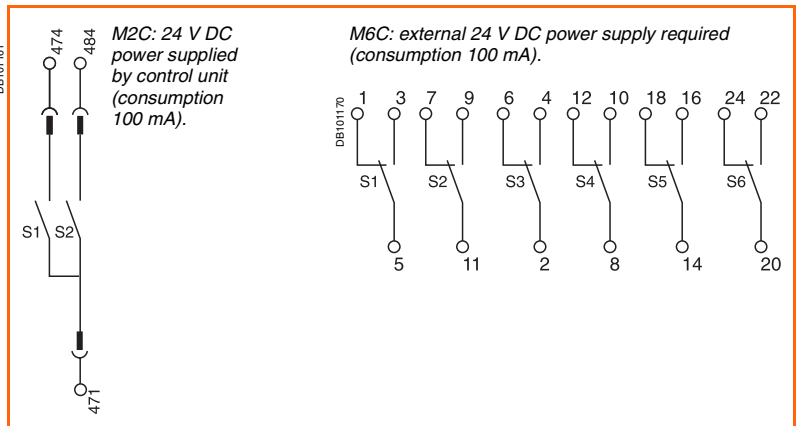 M2C: 24 V DC
power supplied
by control unit
(consumption
100 mA).
474 484
S1 S2
471
M6C: external 24 V DC power supply required
(consumption 100 mA).
DB101170
1 3 7 9 6 4 12 10 18 16 24 22
S1 S2 S3 S4 S5 S6
5 11 2 8 14 20